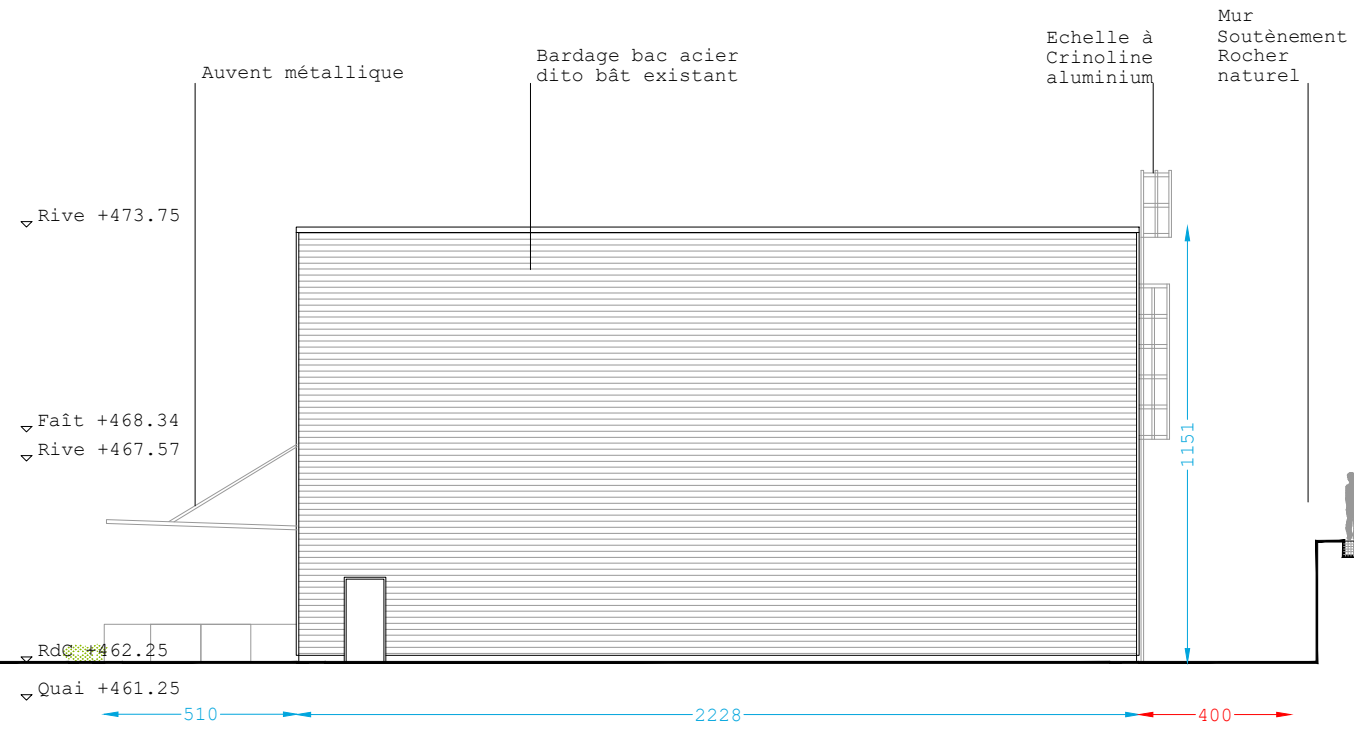 Mur
Soutènement
Rocher
naturel
Echelle à
Crinoline
aluminium
Bardage bac acier
dito bât existant
Auvent métallique
Rive +473.75
Faît +468.34
Rive +467.57
1151
RdC +462.25
Quai +461.25
510
2228
400